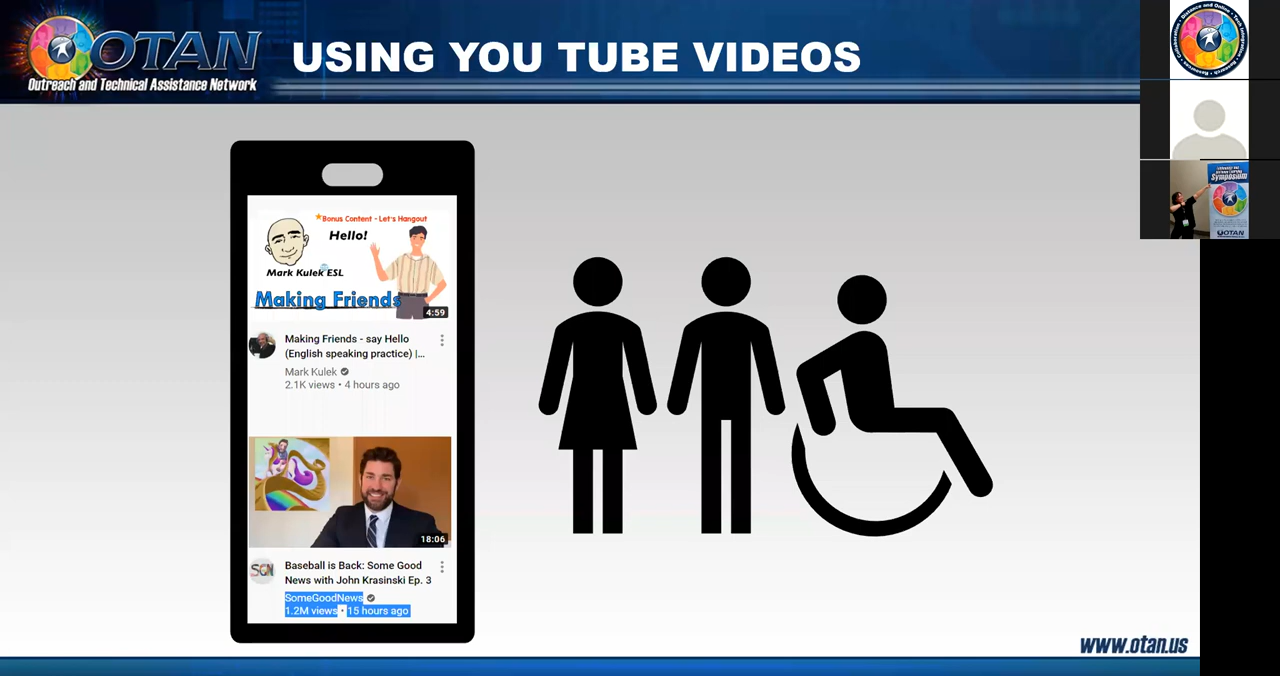 OTAN
Outreach and Technical Assistance Network
USING YOU TUBE VIDEOS
Bonus Content - Let's Hangout
Hello!
Mark Kulek ESL
Making Friends
4:59
Making Friends - say Hello
(English speaking practice) |...
Mark Kulek
2.1K views • 4 hours ago
18:06
SGN
Baseball is Back: Some Good
News with John Krasinski Ep. 3
SomeGoodNews
1.2M views • 15 hours ago
www.otan.us
Symposium
OTAN